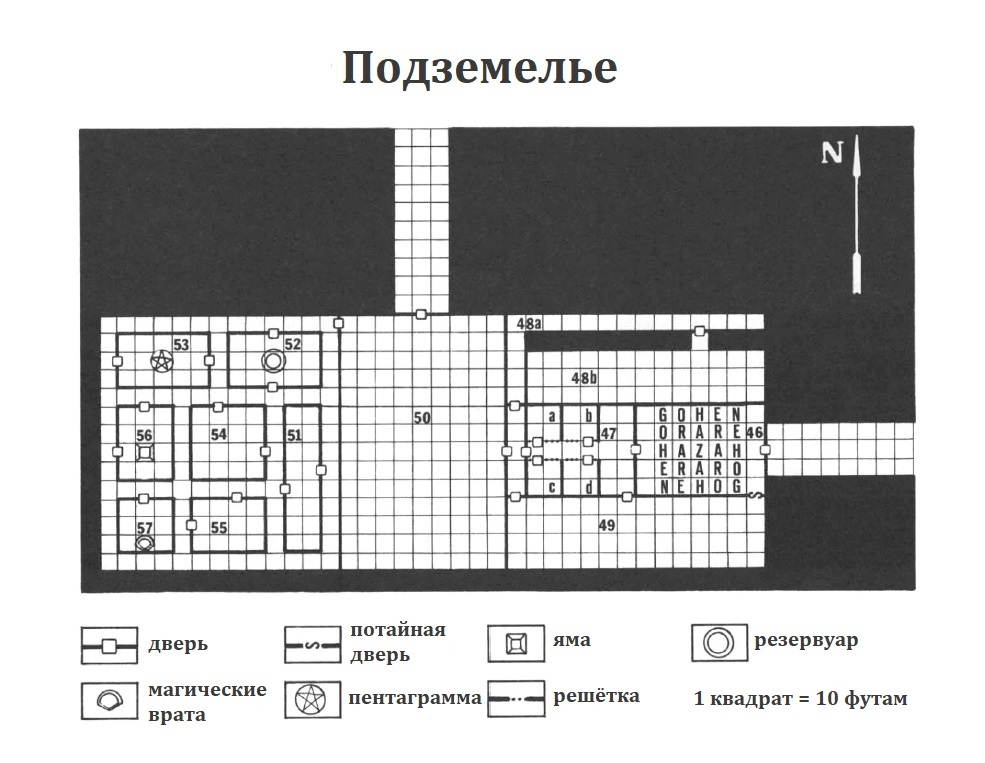 Подземелье
N
48a
53
52
48b
50
a b
56
54
51
47
46
c d
57
55
49
G O H E N
O R A R E
H A Z A H
E R A R O
N E H O G
дверь
потайная
дверь
яма
резервуар
магические
врата
пентаграмма
решётка
1 квадрат = 10 футам